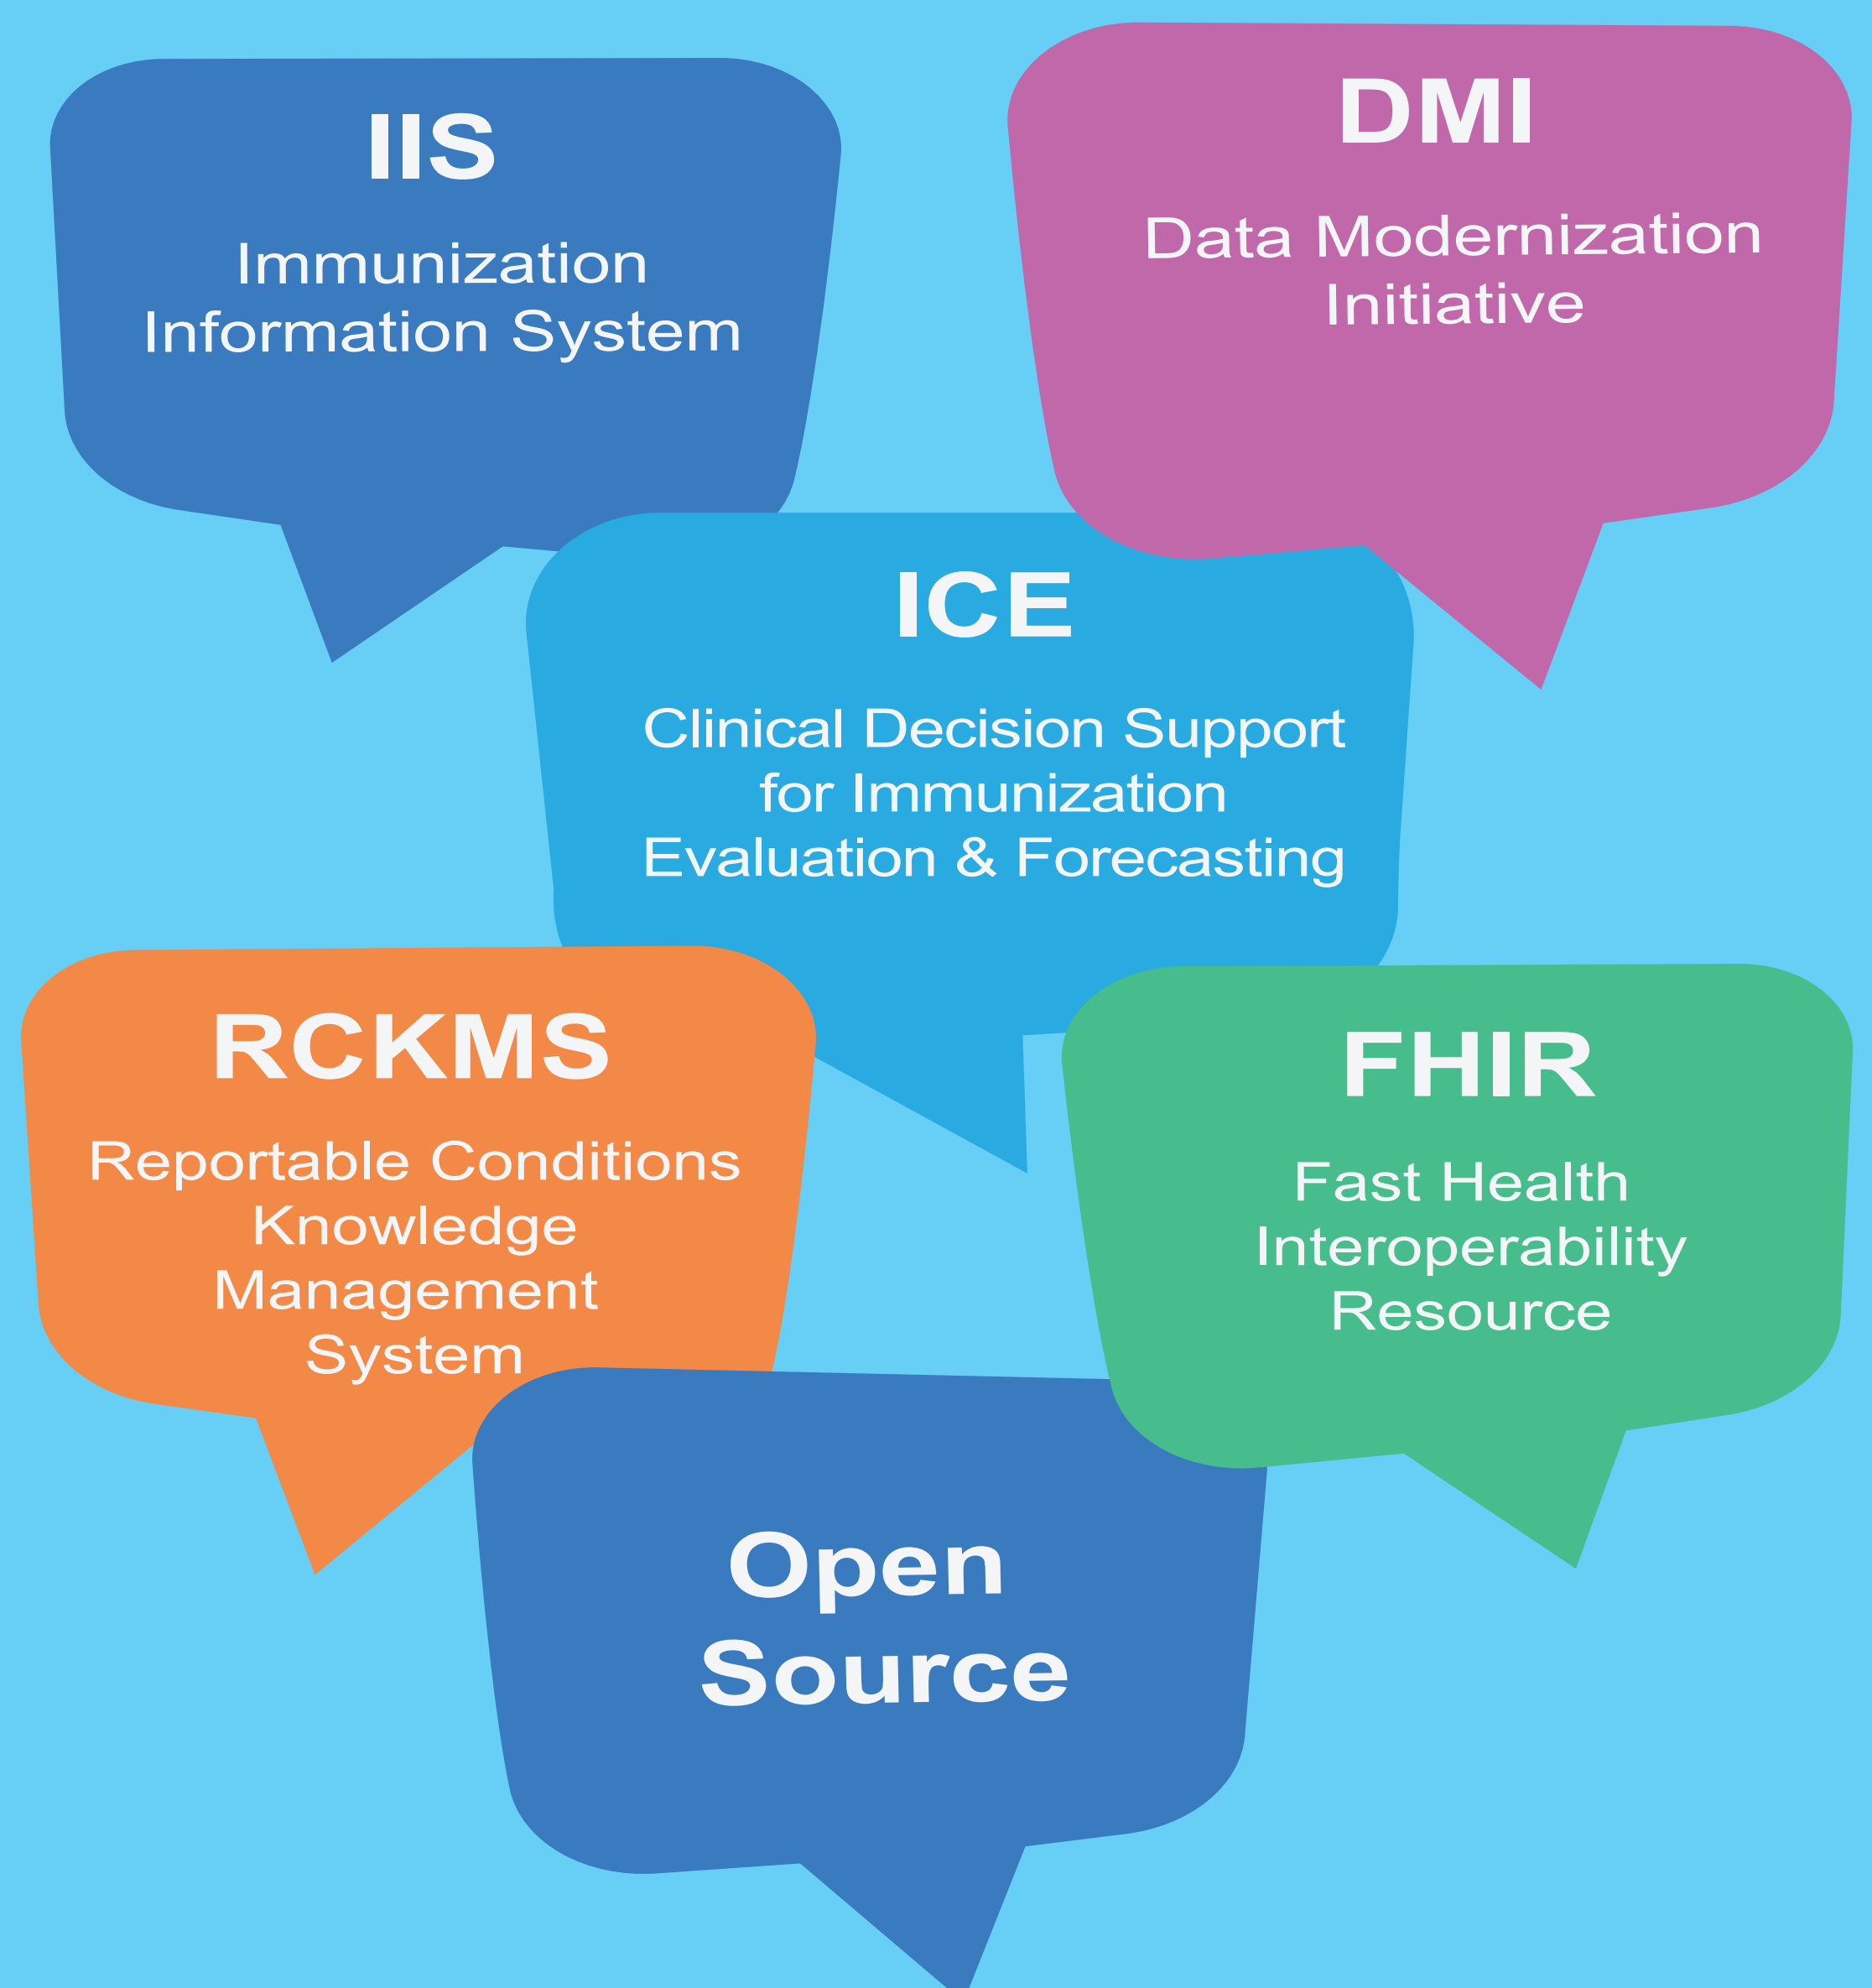 IIS
Immunization
Information System
DMI
Data Modernization
Initiative
ICE
Clinical Decision Support
for Immunization
Evaluation & Forecasting
RCKMS
Reportable Conditions
Knowledge
Management
System
FHIR
Fast Health
Interoperability
Resource
Open
Source